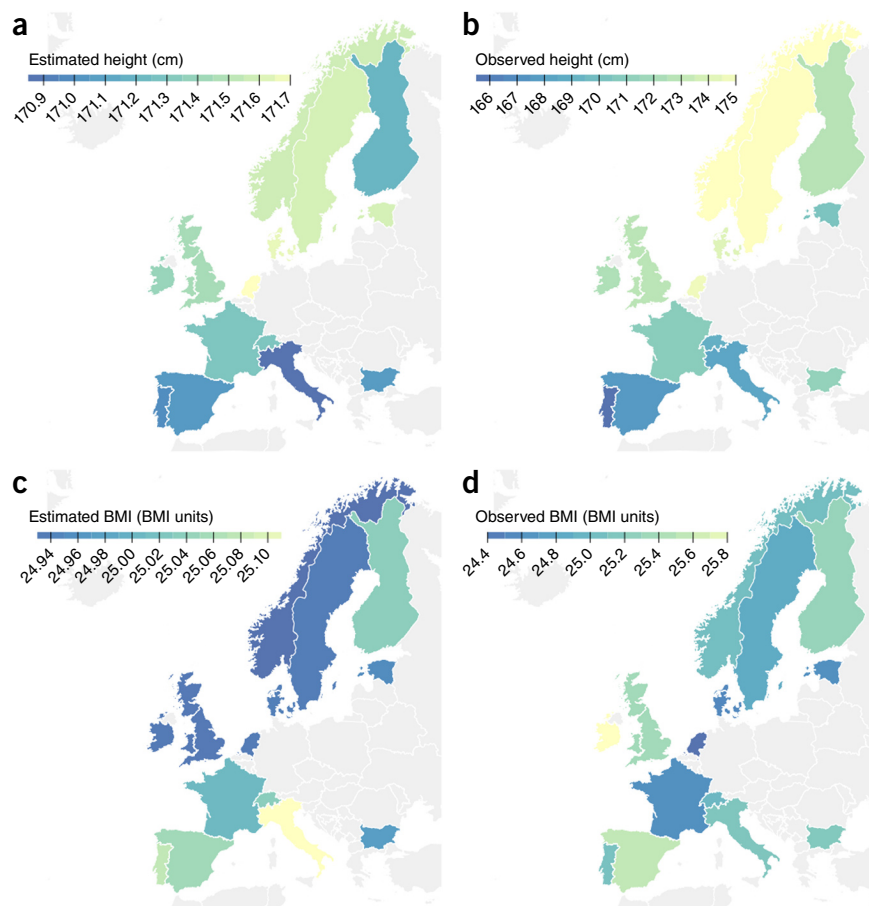 a
Estimated height (cm)
170.9 171.0 171.1 171.2 171.3 171.4 171.5 171.6 171.7
b
Observed height (cm)
166 167 168 169 170 171 172 173 174 175
c
Estimated BMI (BMI units)
24.94 24.96 24.98 25.00 25.02 25.04 25.06 25.08 25.10
d
Observed BMI (BMI units)
24.4 24.6 24.8 25.0 25.2 25.4 25.6 25.8